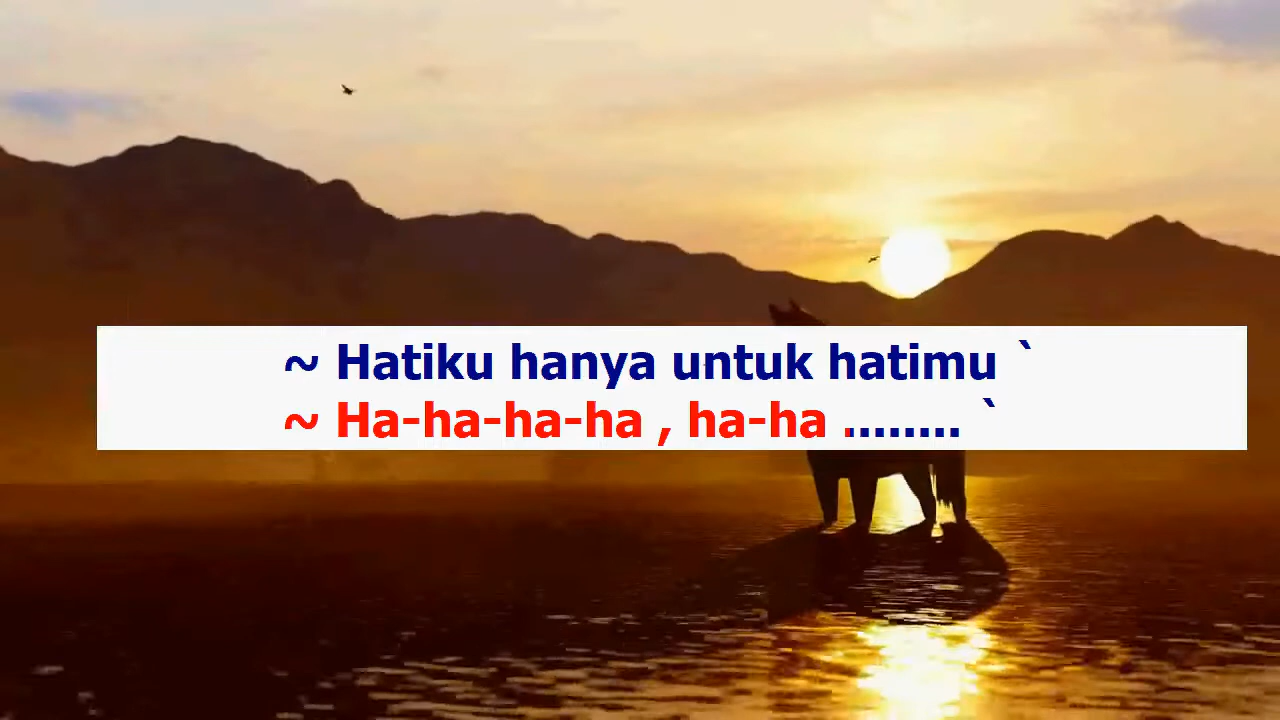 ~ Hatiku hanya untuk hatimu `
~ Ha-ha-ha-ha , ha-ha ........ `